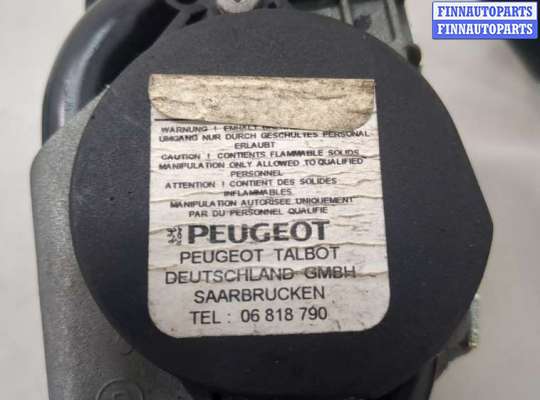 FINNAUTOPARTS
FINNAUTOPARTS
WARNUNG ! ENHALT
UMGANG NUR DURCH GESCHULTES PERSONAL
ERLAUBT
CAUTION ! CONTENTS FLAMMABLE SOLIDS
MANIPULATION ONLY ALLOWED TO QUALIFIED
PERSONNEL
ATTENTION ! CONTIENT DES SOLIDES
INFLAMMABLES
MANIPULATION AUTORISEE UNIQUEMENT
PAR DU PERSONNEL QUALIFIE
PEUGEOT
PEUGEOT TALBOT
DEUTSCHLAND GMBH
SAARBRUCKEN
TEL : 06 818 790